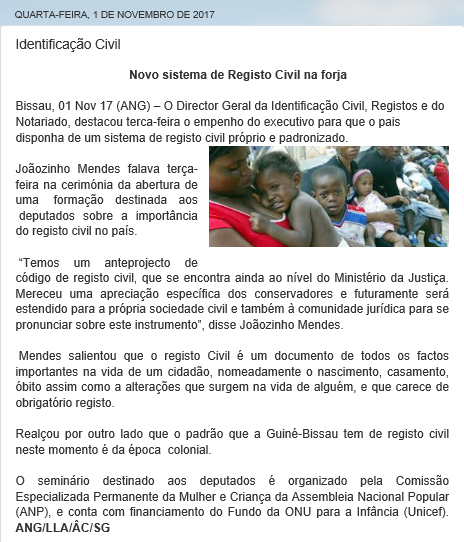 QUARTA-FEIRA, 1 DE NOVEMBRO DE 2017
Identificação Civil
Novo sistema de Registo Civil na forja
Bissau, 01 Nov 17 (ANG) – O Director Geral da Identificação Civil, Registos e do
Notariado, destacou terca-feira o empenho do executivo para que o pais
disponha de um sistema de registo civil próprio e padronizado.
Joãozinho Mendes falava terça-
feira na cerimónia da abertura de
uma formação destinada aos
deputados sobre a importância
do registo civil no país.
“Temos um anteprojecto de
código de registo civil, que se encontra ainda ao nível do Ministério da Justiça.
Mereceu uma apreciação específica dos conservadores e futuramente será
estendido para a própria sociedade civil e também à comunidade jurídica para se
pronunciar sobre este instrumento”, disse Joãozinho Mendes.
Mendes salientou que o registo Civil é um documento de todos os factos
importantes na vida de um cidadão, nomeadamente o nascimento, casamento,
óbito assim como a alterações que surgem na vida de alguém, e que carece de
obrigatório registo.
Realçou por outro lado que o padrão que a Guiné-Bissau tem de registo civil
neste momento é da época colonial.
O seminário destinado aos deputados é organizado pela Comissão
Especializada Permanente da Mulher e Criança da Assembleia Nacional Popular
(ANP), e conta com financiamento do Fundo da ONU para a Infância (Unicef).
ANG/LLA/ÂC/SG